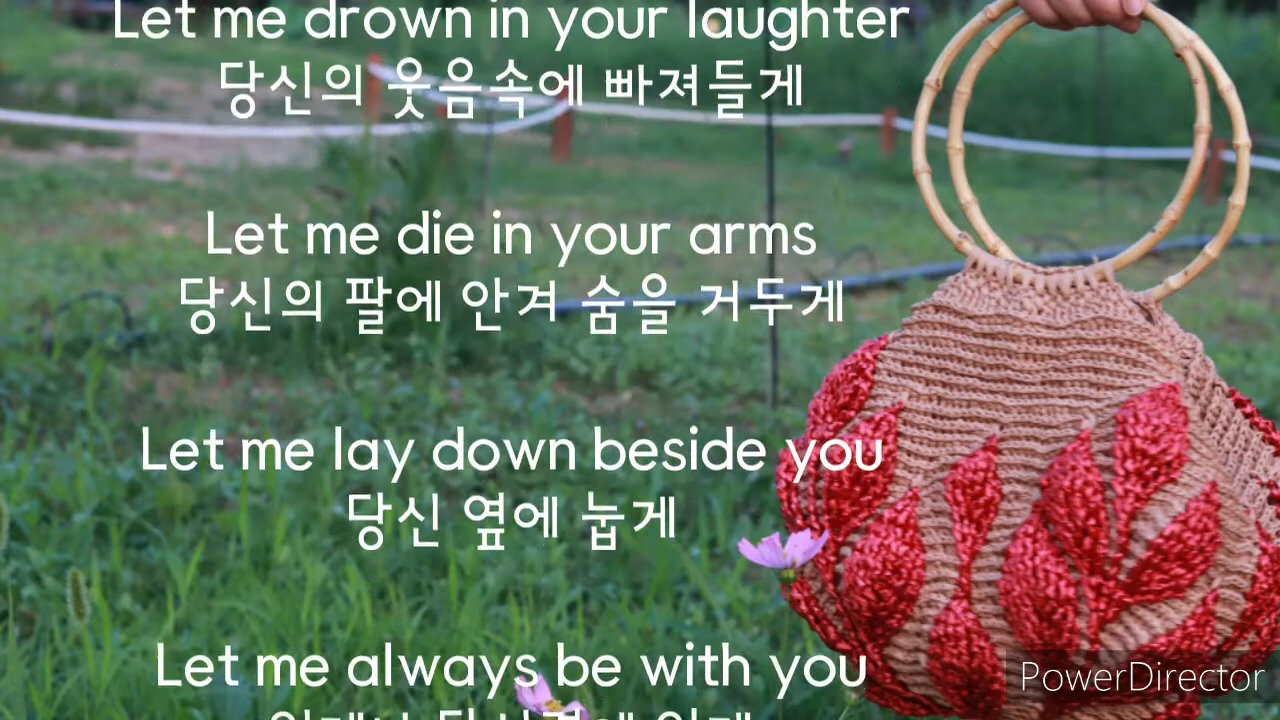 Let me drown in your laughter
당신의 웃음속에 빠져들게
Let me die in your arms
당신의 팔에 안겨 숨을 거두게
Let me lay down beside you
당신 옆에 눕게
Let me always be with you
PowerDirector